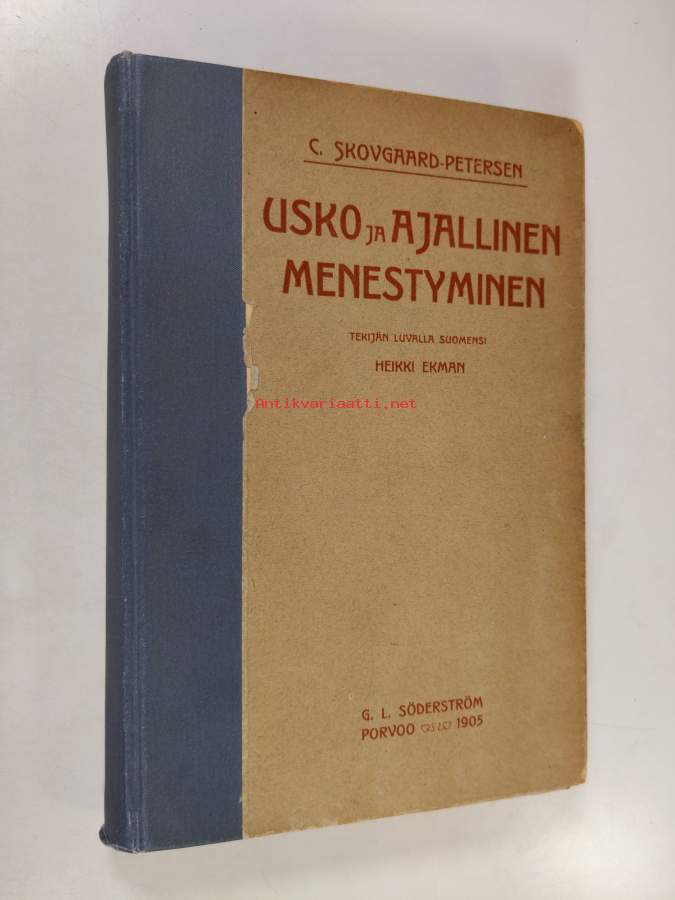 C. SKOVGAARD-PETERSEN
USKO JA AJALLINEN
MENESTYMINEN
TEKIJÄN LUVALLA SUOMENSI
HEIKKI EKMAN
Antikvariaatti.net
G. L. SÖDERSTRÖM
PORVOO 1905